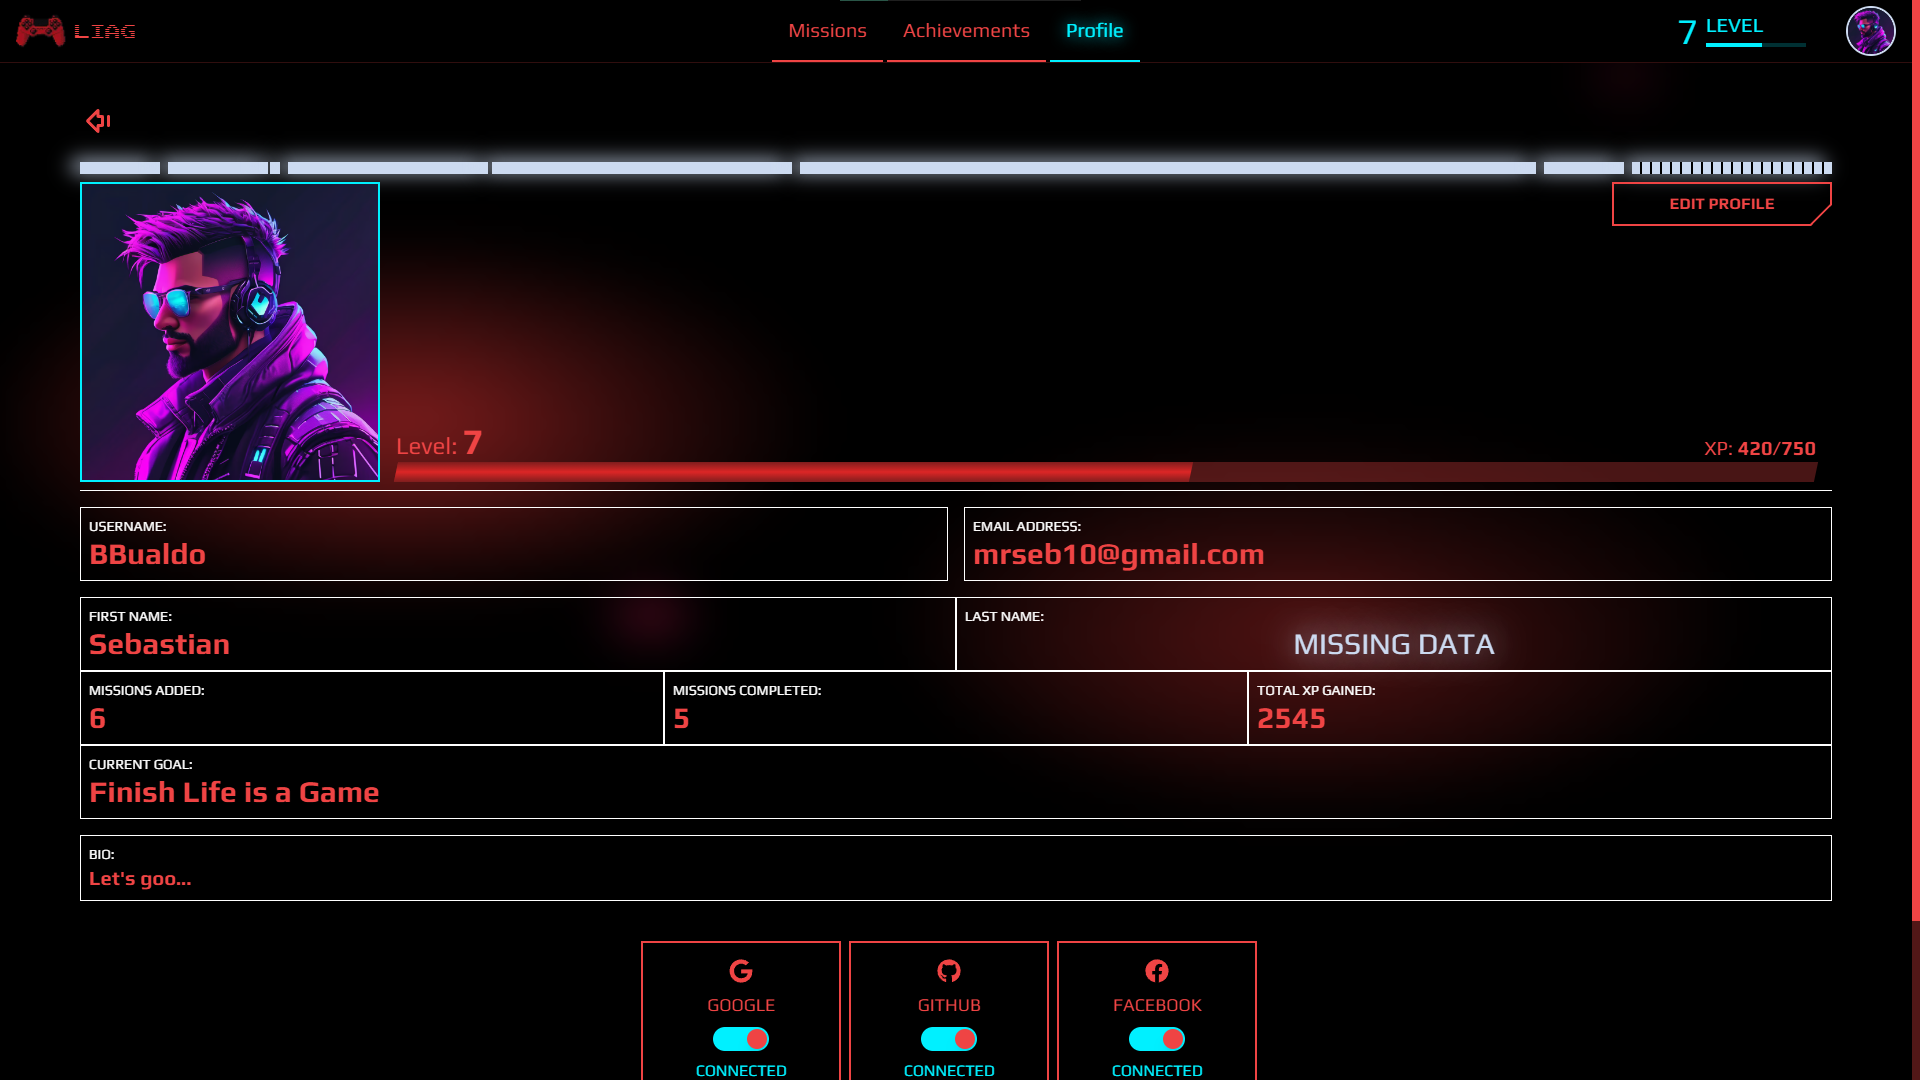 LIAG
Missions Achievements Profile
7 LEVEL
EDIT PROFILE
Level: 7
XP: 420/750
USERNAME:
BBualdo
EMAIL ADDRESS:
mrseb10@gmail.com
FIRST NAME:
Sebastian
LAST NAME:
MISSING DATA
MISSIONS ADDED:
6
MISSIONS COMPLETED:
5
TOTAL XP GAINED:
2545
CURRENT GOAL:
Finish Life is a Game
BIO:
Let's goo...
GOOGLE
CONNECTED
GITHUB
CONNECTED
FACEBOOK
CONNECTED